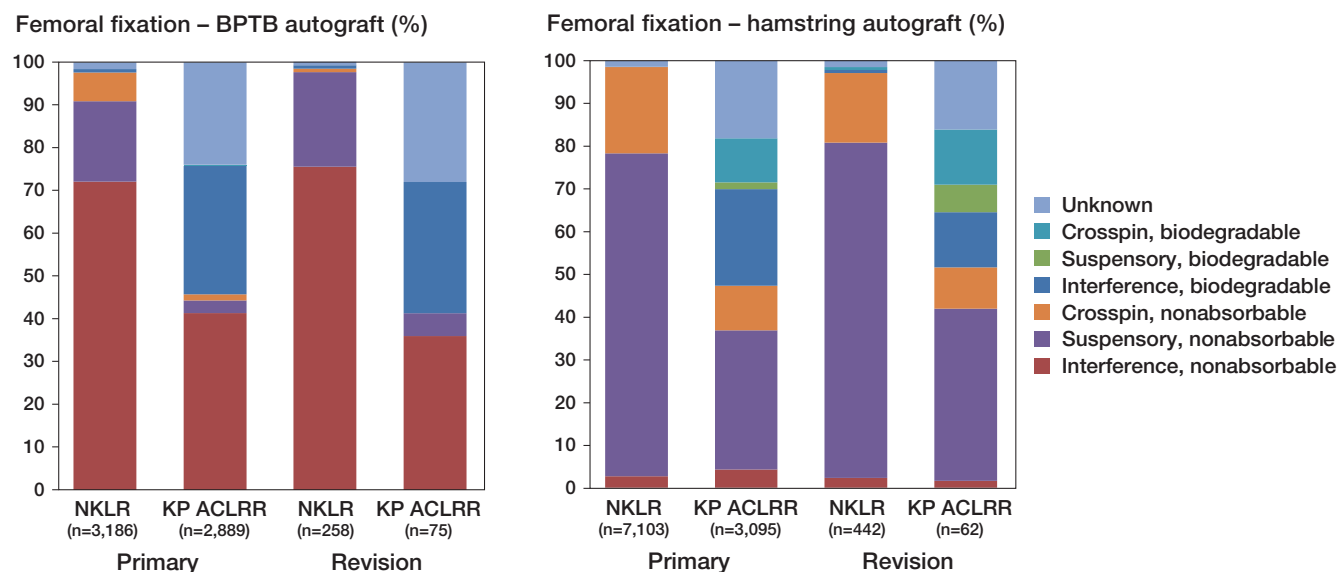 Femoral fixation – BPTB autograft (%)
100
90
80
70
60
50
40
30
20
10
0
NKLR KP ACLRR NKLR KP ACLRR
(n=3,186) (n=2,889) (n=258) (n=75)
Primary Revision
Femoral fixation – hamstring autograft (%)
100
90
80
70
60
50
40
30
20
10
0
NKLR KP ACLRR NKLR KP ACLRR
(n=7,103) (n=3,095) (n=442) (n=62)
Primary Revision
Unknown
Crosspin, biodegradable
Suspensory, biodegradable
Interference, biodegradable
Crosspin, nonabsorbable
Suspensory, nonabsorbable
Interference, nonabsorbable